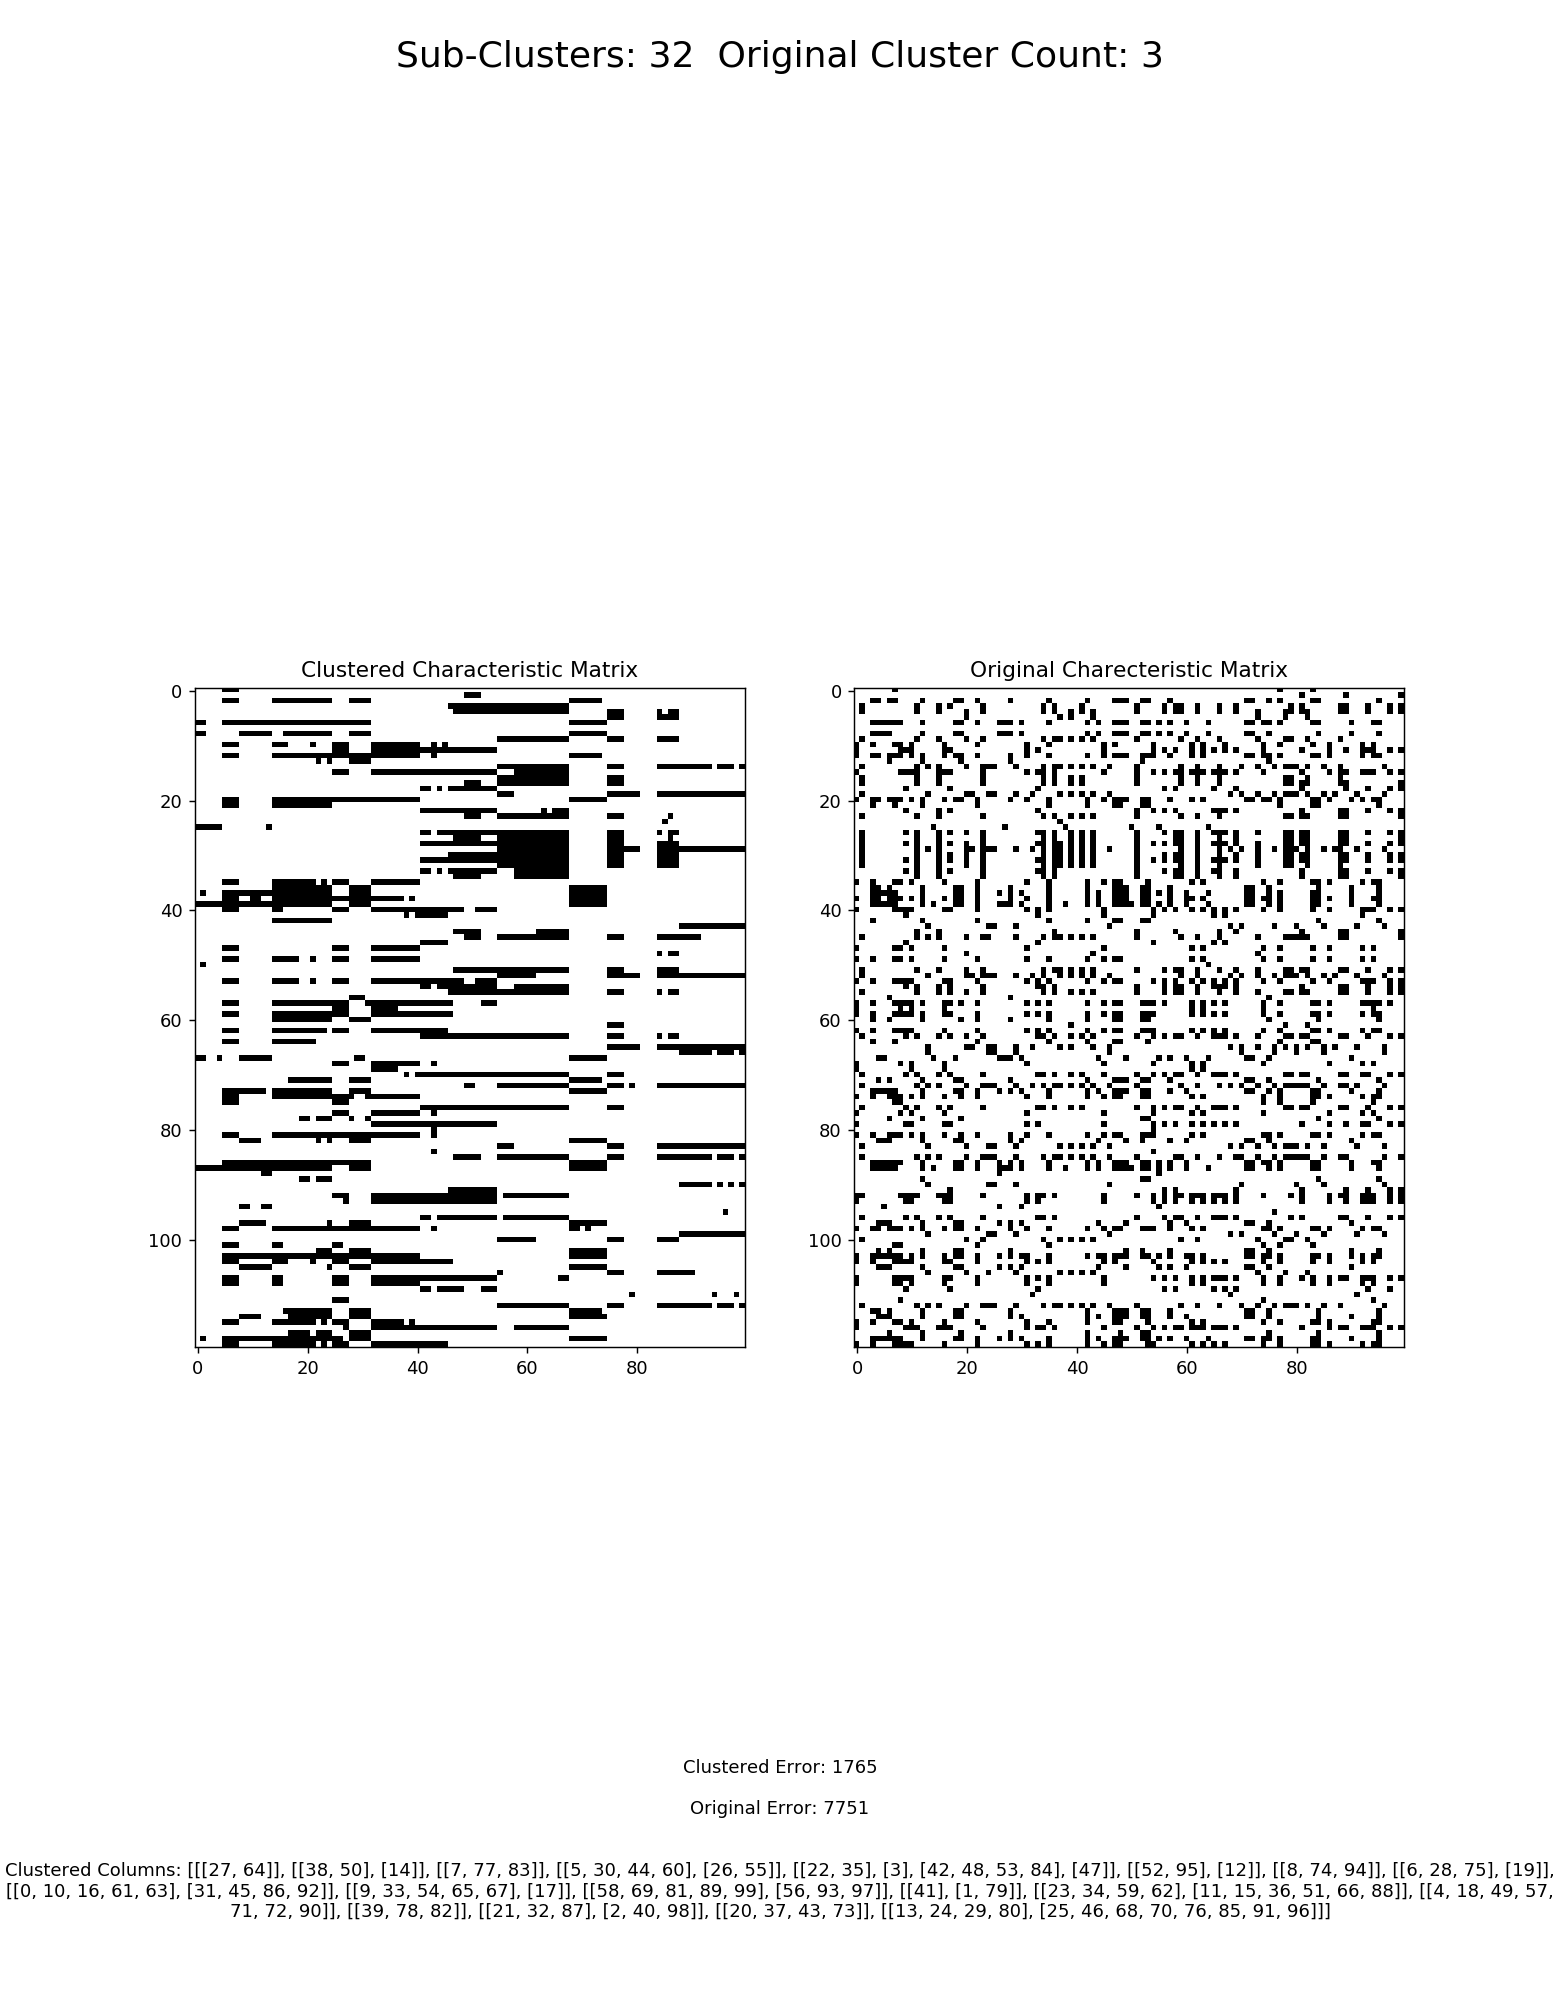 Sub-Clusters: 32  Original Cluster Count: 3
Clustered Characteristic Matrix
Original Charecteristic Matrix
0
20
40
60
80
100
0
20
40
60
80
0
20
40
60
80
100
0
20
40
60
80
Clustered Error: 1765
Original Error: 7751
Clustered Columns: [[[27, 64]], [[38, 50], [14]], [[7, 77, 83]], [[5, 30, 44, 60], [26, 55]], [[22, 35], [3], [42, 48, 53, 84], [47]], [[52, 95], [12]], [[8, 74, 94]], [[6, 28, 75], [19]],
[[0, 10, 16, 61, 63], [31, 45, 86, 92]], [[9, 33, 54, 65, 67], [17]], [[58, 69, 81, 89, 99], [56, 93, 97]], [[41], [1, 79]], [[23, 34, 59, 62], [11, 15, 36, 51, 66, 88]], [[4, 18, 49, 57,
71, 72, 90]], [[39, 78, 82]], [[21, 32, 87], [2, 40, 98]], [[20, 37, 43, 73]], [[13, 24, 29, 80], [25, 46, 68, 70, 76, 85, 91, 96]]]